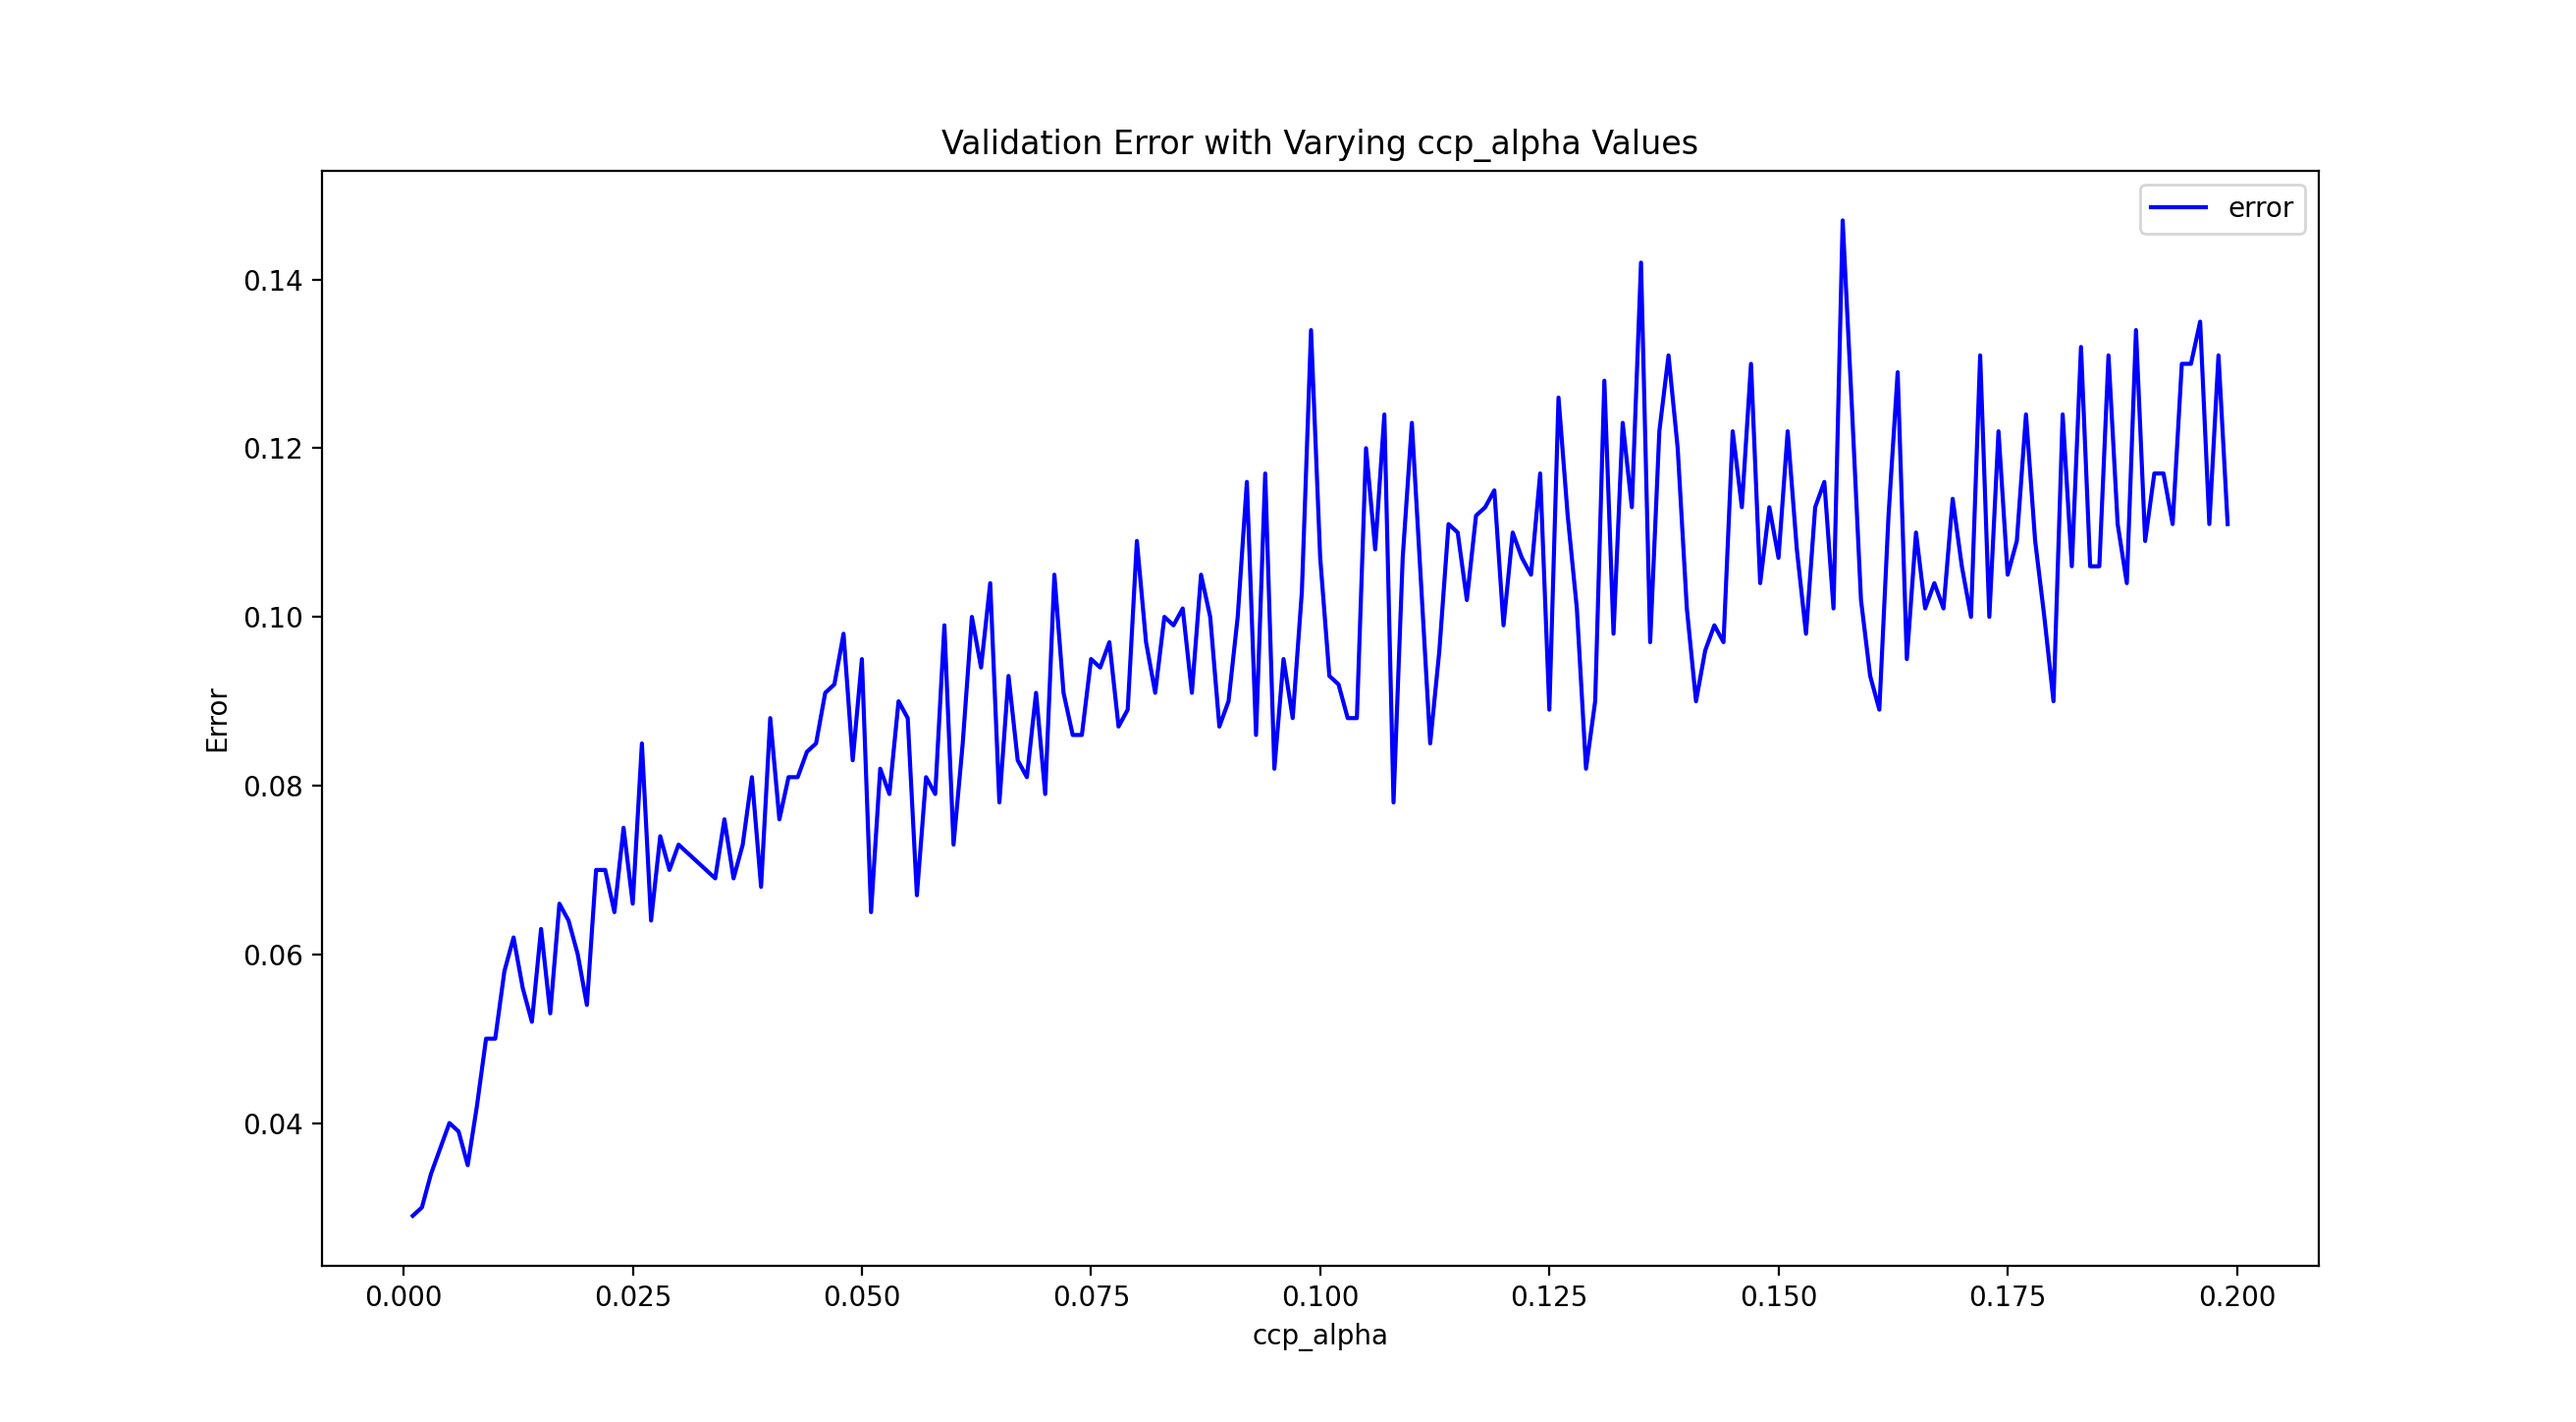 Validation Error with Varying ccp_alpha Values
error
0.14
0.12
0.10
0.08
0.06
0.04
Error
0.000 0.025 0.050 0.075 0.100 0.125 0.150 0.175 0.200
ccp_alpha